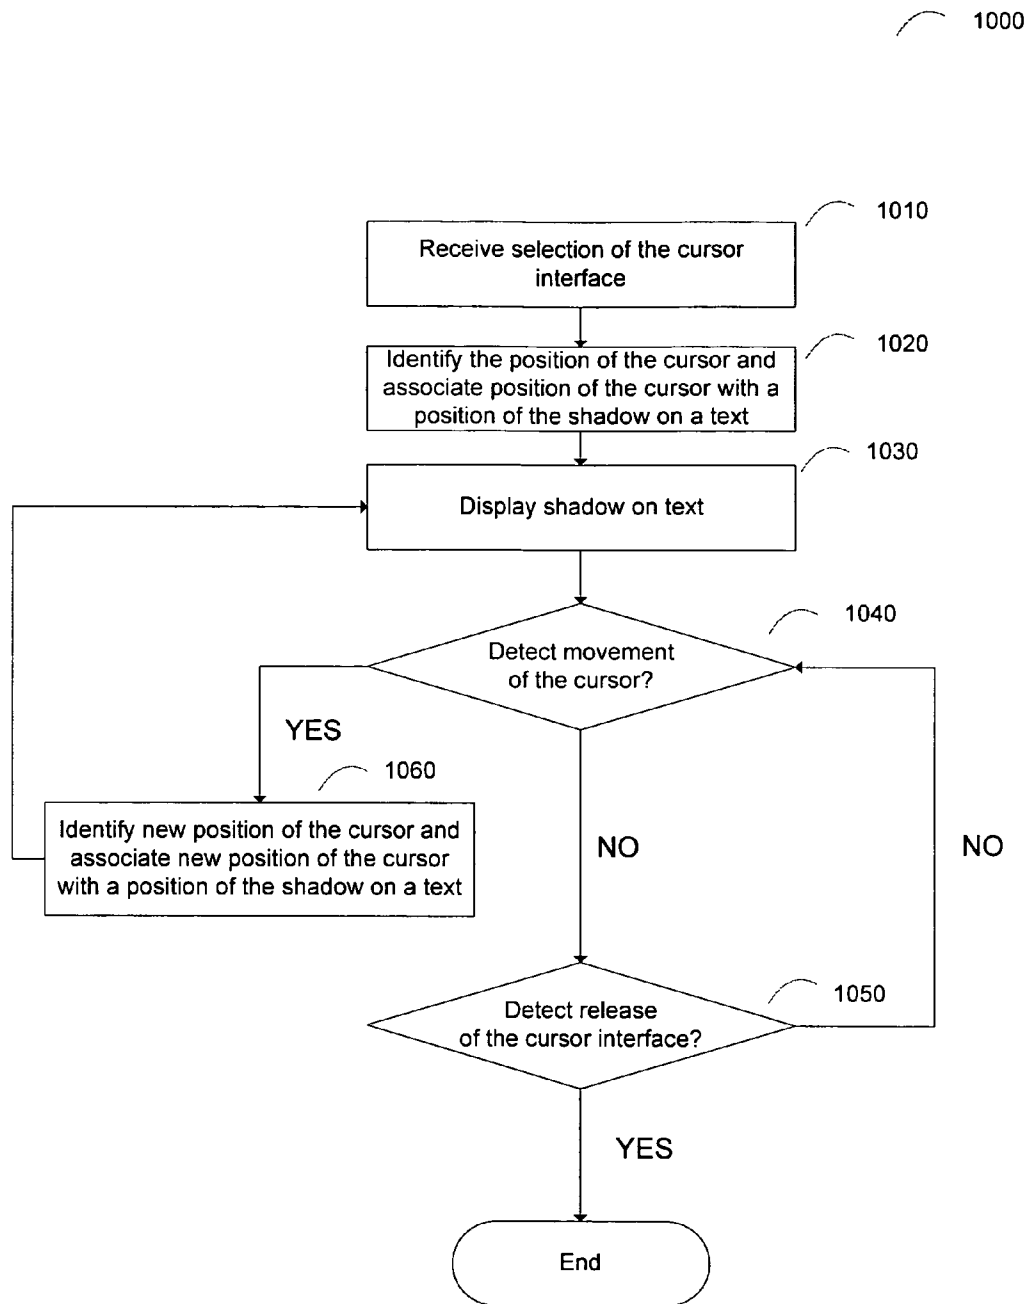 1000
1010
Receive selection of the cursor
interface
1020
Identify the position of the cursor and
associate position of the cursor with a
position of the shadow on a text
1030
Display shadow on text
1040
Detect movement
of the cursor?
YES
1060
Identify new position of the cursor and
associate new position of the cursor
with a position of the shadow on a text
NO
NO
1050
Detect release
of the cursor interface?
YES
End